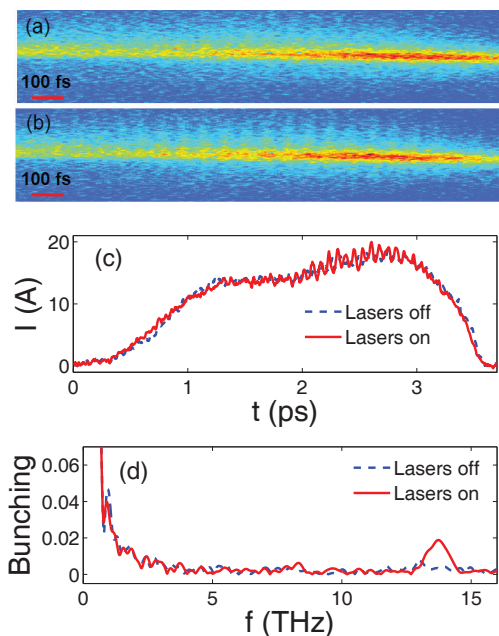 (a)
100 fs
(b)
100 fs
20
(c)
I (A)
10
Lasers off
Lasers on
0
0 1 2 3
t (ps)
0.06
(d)
Lasers off
Bunching
0.04
Lasers on
0.02
0
0 5 10 15
f (THz)